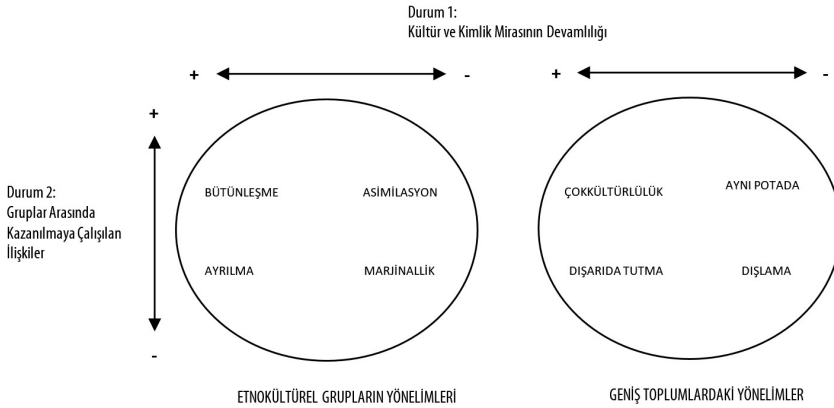 Durum 1:
Kültür ve Kimlik Mirasının Devamlılığı
+ - + -
+
Durum 2:
Gruplar Arasında
Kazanılmaya Çalışılan
İlişkiler
-
BÜTÜNLEŞME ASİMİLASYON
AYRILMA MARJİNALLİK
ÇOKKÜLTÜRLÜLÜK AYNI POTADA
DIŞARIDA TUTMA DIŞLAMA
ETNOKÜLTÜREL GRUPLARIN YÖNELİMLERİ
GENİŞ TOPLUMLARDAKİ YÖNELİMLER